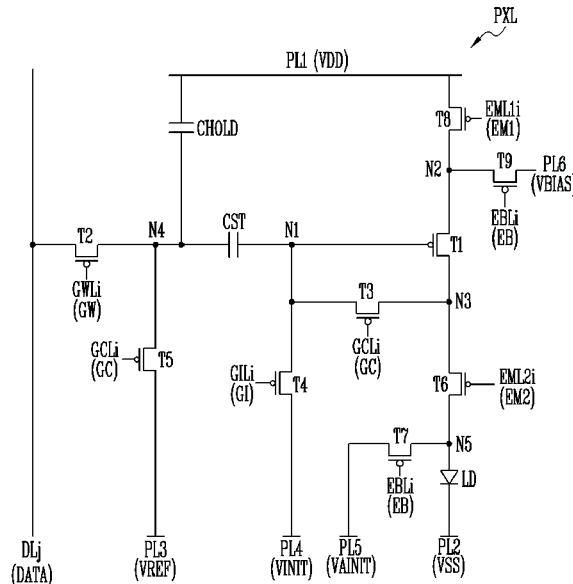 PXL
PL1 (VDD)
EML1i
(EM1)
T8
CHOLD
T9
N2
PL6
(VBIAS)
EBLi
(EB)
CST
T2
N4
N1
T1
GWLi
(GW)
T3
N3
GCLi
(GC)
T5
GCLi
(GC)
GILi
(GI)
T4
T6
EML2i
(EM2)
T7
N5
EBLi
(EB)
LD
DLj
(DATA)
PL3
(VREF)
PL4
(VINIT)
PL5
(VAINIT)
PL2
(VSS)